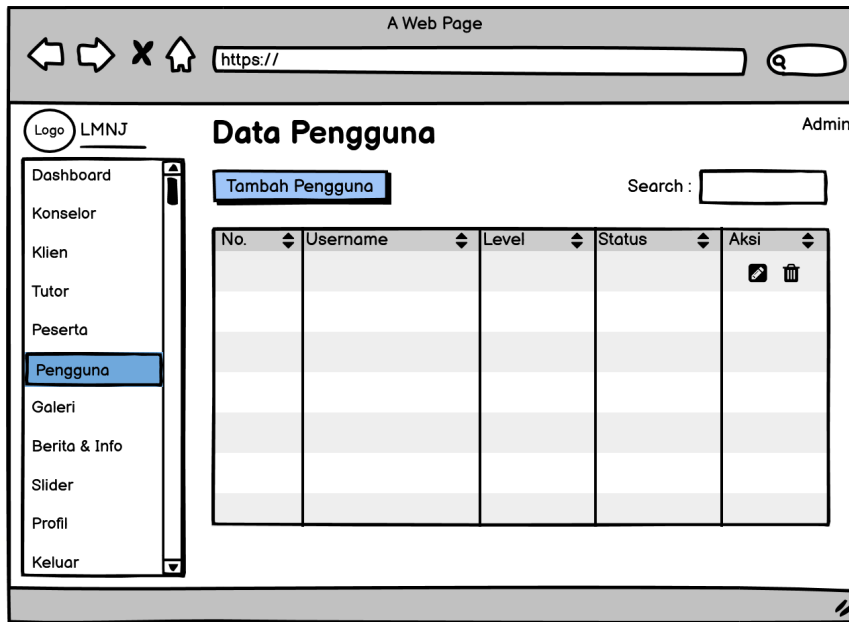 A Web Page
https://
Logo LMNJ
Data Pengguna
Admin
Dashboard
Konselor
Klien
Tutor
Peserta
Pengguna
Galeri
Berita & Info
Slider
Profil
Keluar
Tambah Pengguna
Search :
No. Username Level Status Aksi